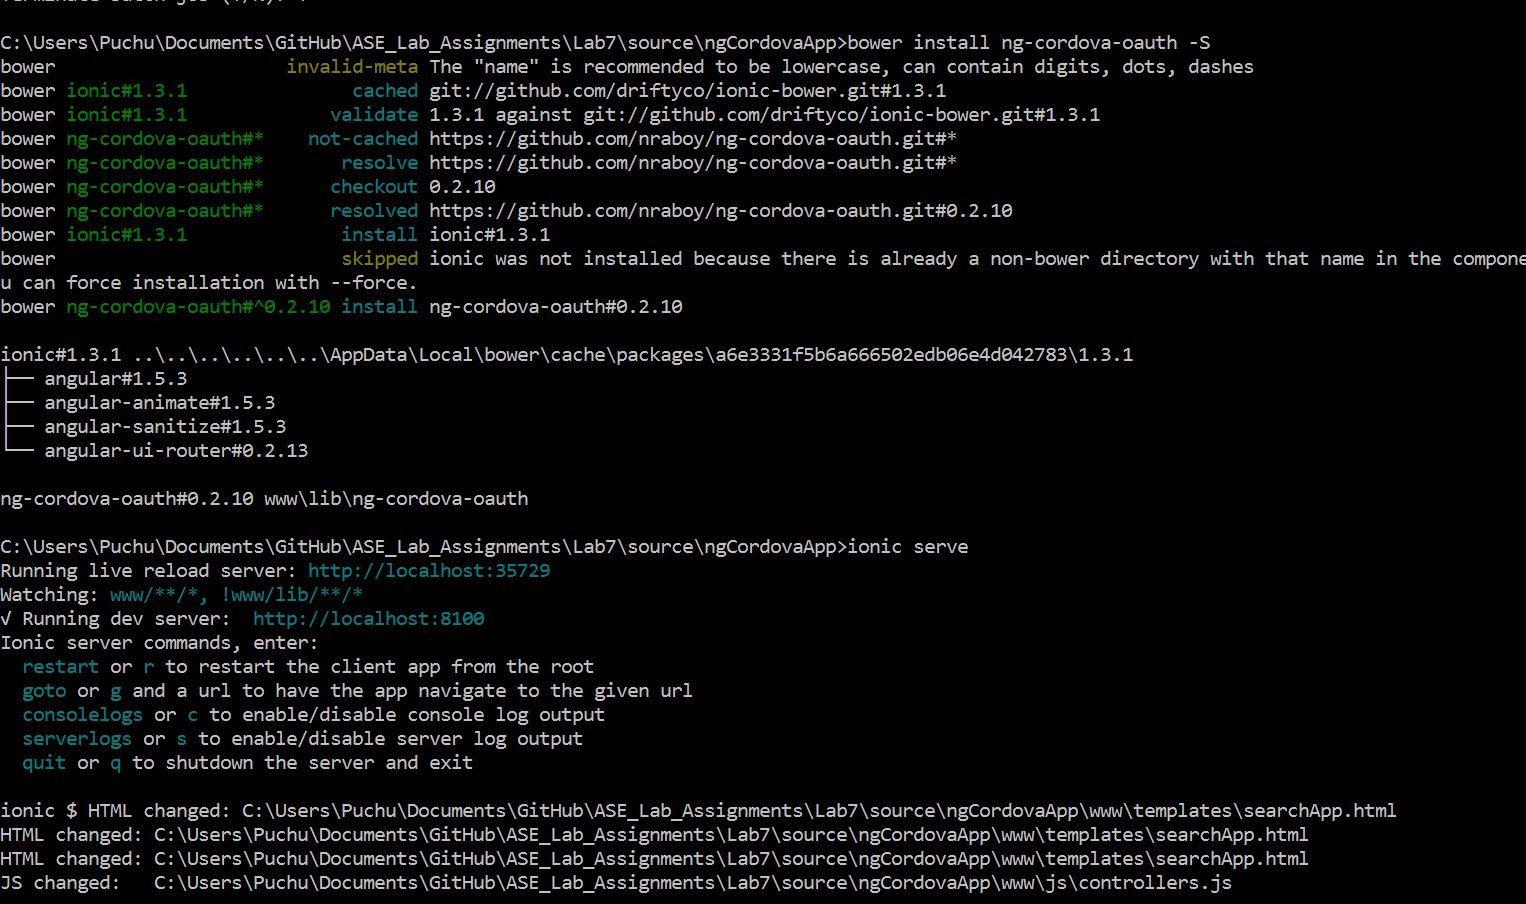 C:\Users\Puchu\Documents\GitHub\ASE_Lab_Assignments\Lab7\source\ngCordovaApp>bower install ng-cordova-oauth -S
bower                     invalid-meta The "name" is recommended to be lowercase, can contain digits, dots, dashes
bower ionic#1.3.1               cached git://github.com/driftyco/ionic-bower.git#1.3.1
bower ionic#1.3.1             validate 1.3.1 against git://github.com/driftyco/ionic-bower.git#1.3.1
bower ng-cordova-oauth#*    not-cached https://github.com/nraboy/ng-cordova-oauth.git#*
bower ng-cordova-oauth#*       resolve https://github.com/nraboy/ng-cordova-oauth.git#*
bower ng-cordova-oauth#*      checkout 0.2.10
bower ng-cordova-oauth#*      resolved https://github.com/nraboy/ng-cordova-oauth.git#0.2.10
bower ionic#1.3.1              install ionic#1.3.1
bower                          skipped ionic was not installed because there is already a non-bower directory with that name in the compone
u can force installation with --force.
bower ng-cordova-oauth#^0.2.10 install ng-cordova-oauth#0.2.10

ionic#1.3.1 ..\..\..\..\..\..\AppData\Local\bower\cache\packages\a6e3331f5b6a666502edb06e4d042783\1.3.1
├── angular#1.5.3
├── angular-animate#1.5.3
├── angular-sanitize#1.5.3
└── angular-ui-router#0.2.13

ng-cordova-oauth#0.2.10 www\lib\ng-cordova-oauth

C:\Users\Puchu\Documents\GitHub\ASE_Lab_Assignments\Lab7\source\ngCordovaApp>ionic serve
Running live reload server: http://localhost:35729
Watching: www/**/*, !www/lib/**/*
√ Running dev server:  http://localhost:8100
Ionic server commands, enter:
  restart or r to restart the client app from the root
  goto or g and a url to have the app navigate to the given url
  consolelogs or c to enable/disable console log output
  serverlogs or s to enable/disable server log output
  quit or q to shutdown the server and exit

ionic $ HTML changed: C:\Users\Puchu\Documents\GitHub\ASE_Lab_Assignments\Lab7\source\ngCordovaApp\www\templates\searchApp.html
HTML changed: C:\Users\Puchu\Documents\GitHub\ASE_Lab_Assignments\Lab7\source\ngCordovaApp\www\templates\searchApp.html
HTML changed: C:\Users\Puchu\Documents\GitHub\ASE_Lab_Assignments\Lab7\source\ngCordovaApp\www\templates\searchApp.html
JS changed:   C:\Users\Puchu\Documents\GitHub\ASE_Lab_Assignments\Lab7\source\ngCordovaApp\www\js\controllers.js